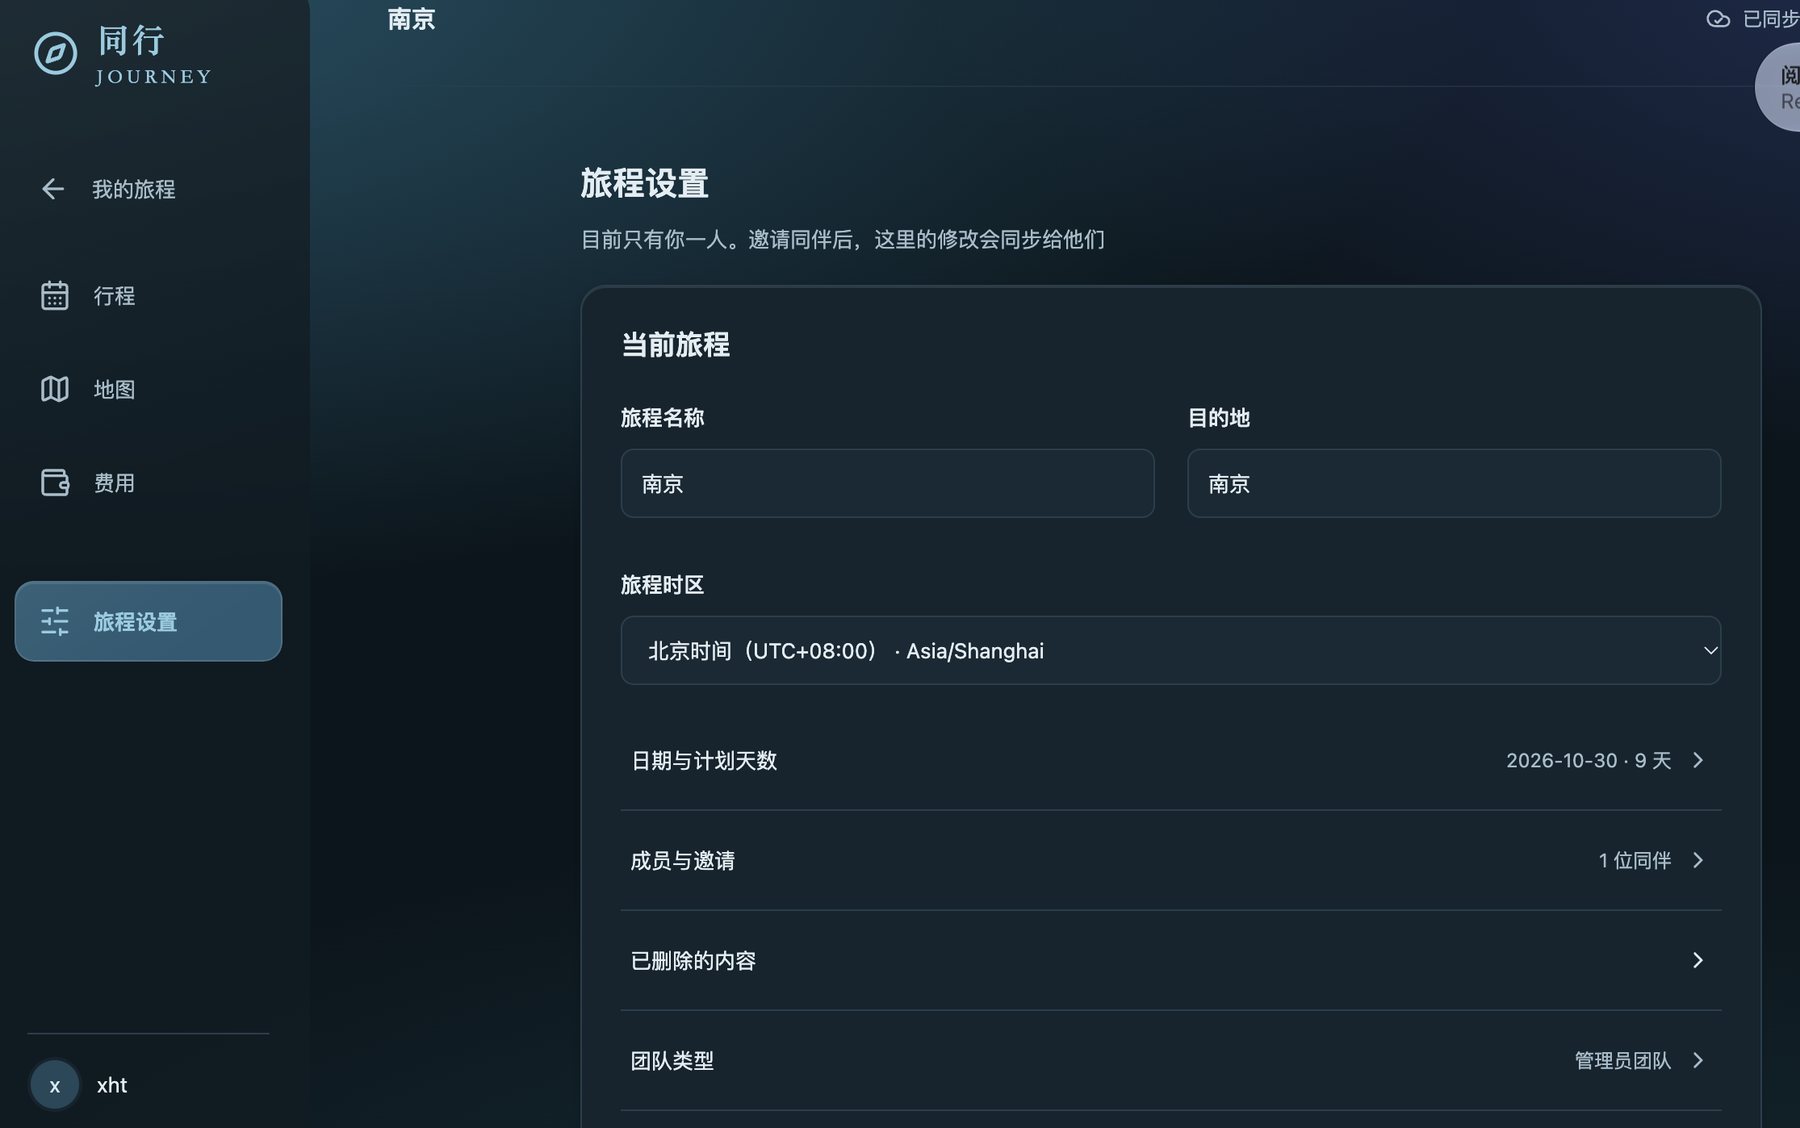 同行
JOURNEY
南京
已同步
阅
Re
我的旅程
行程
地图
费用
旅程设置
xht
x
旅程设置
目前只有你一人。邀请同伴后，这里的修改会同步给他们
当前旅程
旅程名称
目的地
南京
南京
旅程时区
北京时间（UTC+08:00） · Asia/Shanghai
日期与计划天数
2026-10-30 · 9 天
成员与邀请
1 位同伴
已删除的内容
团队类型
管理员团队